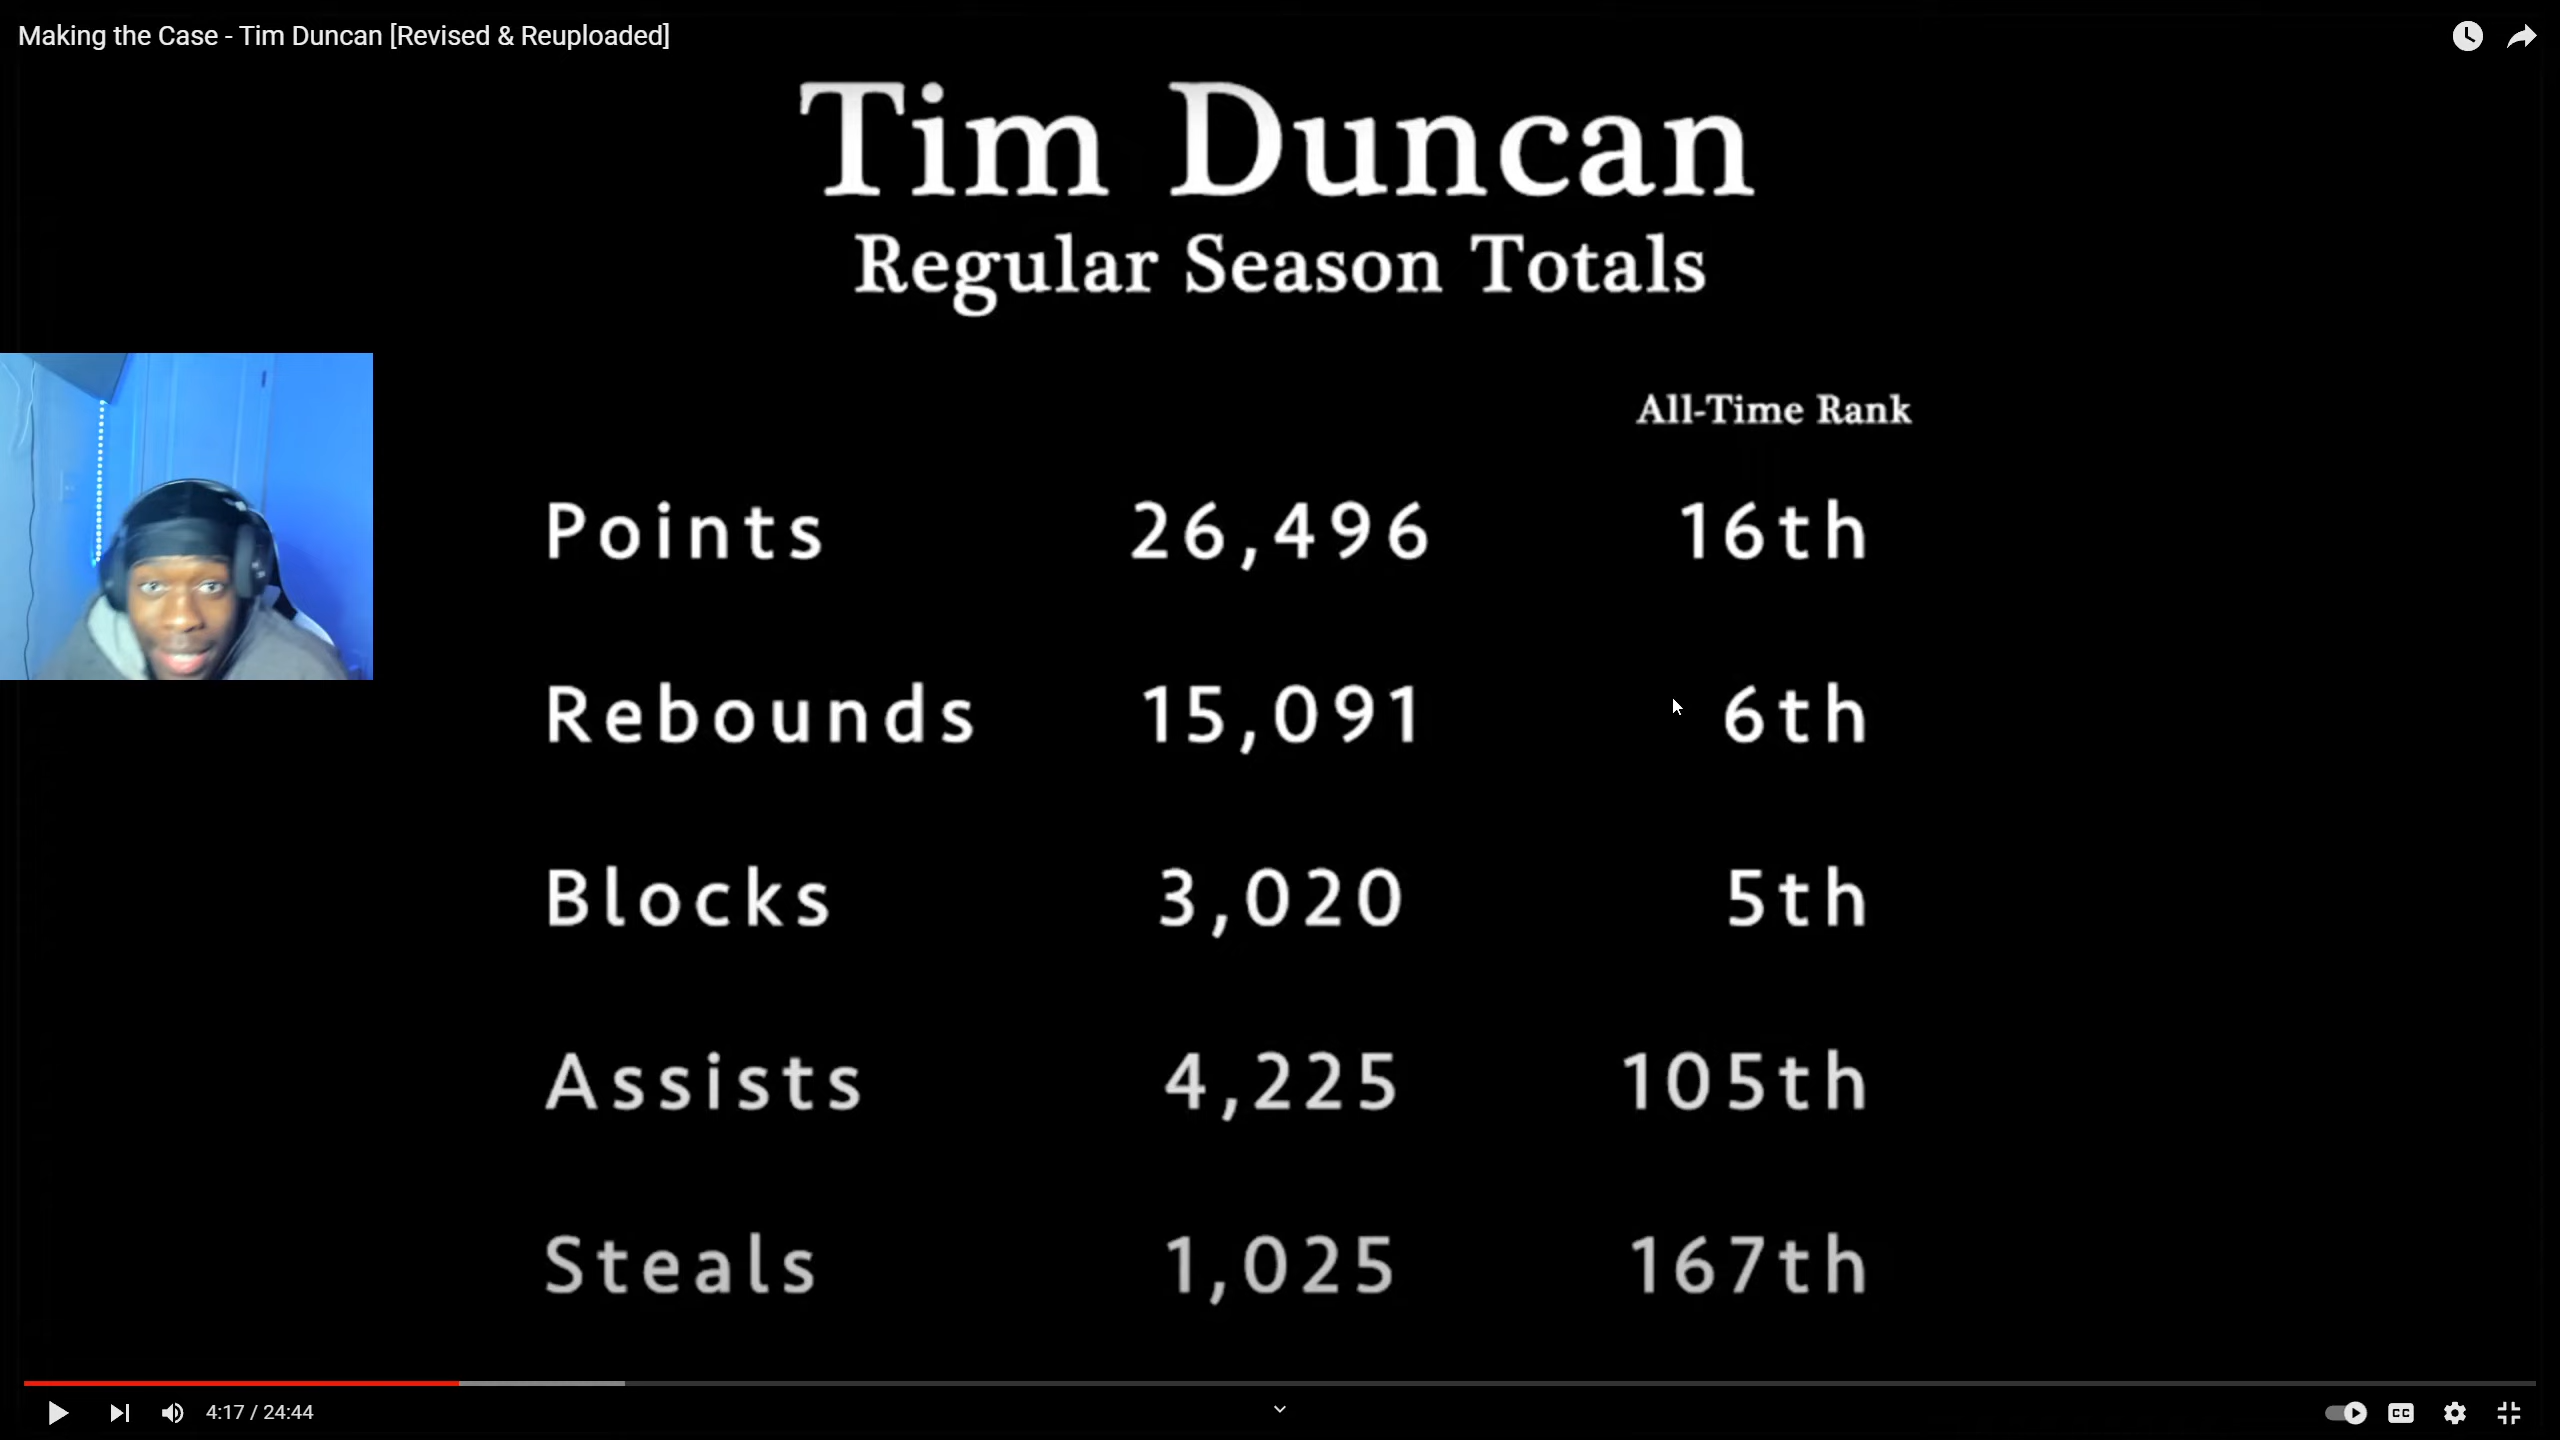 Making the Case - Tim Duncan [Revised & Reuploaded]
Tim Duncan
Regular Season Totals
All-Time Rank
Points 26,496 16th
Rebounds 15,091 6th
Blocks 3,020 5th
Assists 4,225 105th
Steals 1,025 167th
4:17 / 24:44
CC